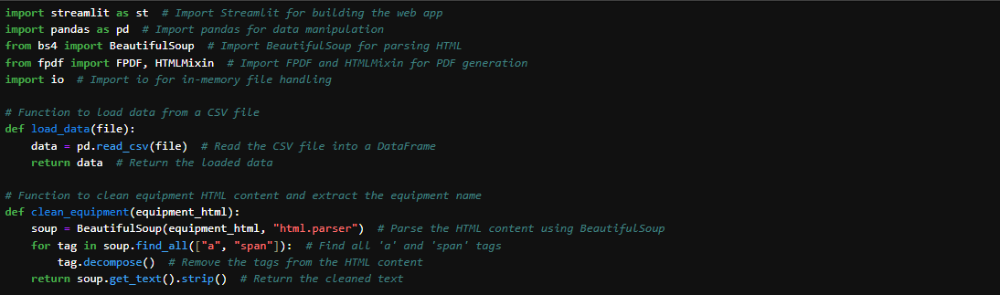 import streamlit as st  # Import Streamlit for building the web app
import pandas as pd  # Import pandas for data manipulation
from bs4 import BeautifulSoup  # Import BeautifulSoup for parsing HTML
from fpdf import FPDF, HTMLMixin  # Import FPDF and HTMLMixin for PDF generation
import io  # Import io for in-memory file handling

# Function to load data from a CSV file
def load_data(file):
    data = pd.read_csv(file)  # Read the CSV file into a DataFrame
    return data  # Return the loaded data

# Function to clean equipment HTML content and extract the equipment name
def clean_equipment(equipment_html):
    soup = BeautifulSoup(equipment_html, "html.parser")  # Parse the HTML content using BeautifulSoup
    for tag in soup.find_all(["a", "span"]):  # Find all 'a' and 'span' tags
        tag.decompose()  # Remove the tags from the HTML content
    return soup.get_text().strip()  # Return the cleaned text